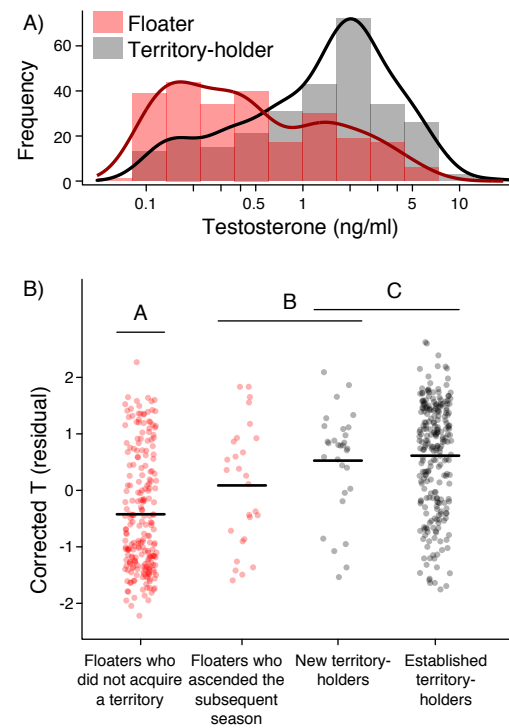 A)
Floater
Territory-holder
Frequency
60
40
20
0
0.1
0.5
1
5
10
Testosterone (ng/ml)
B)
A
B
C
Corrected T (residual)
2
1
0
-1
-2
Floaters who
did not acquire
a territory
Floaters who
ascended the
subsequent
season
New territory-
holders
Established
territory-
holders